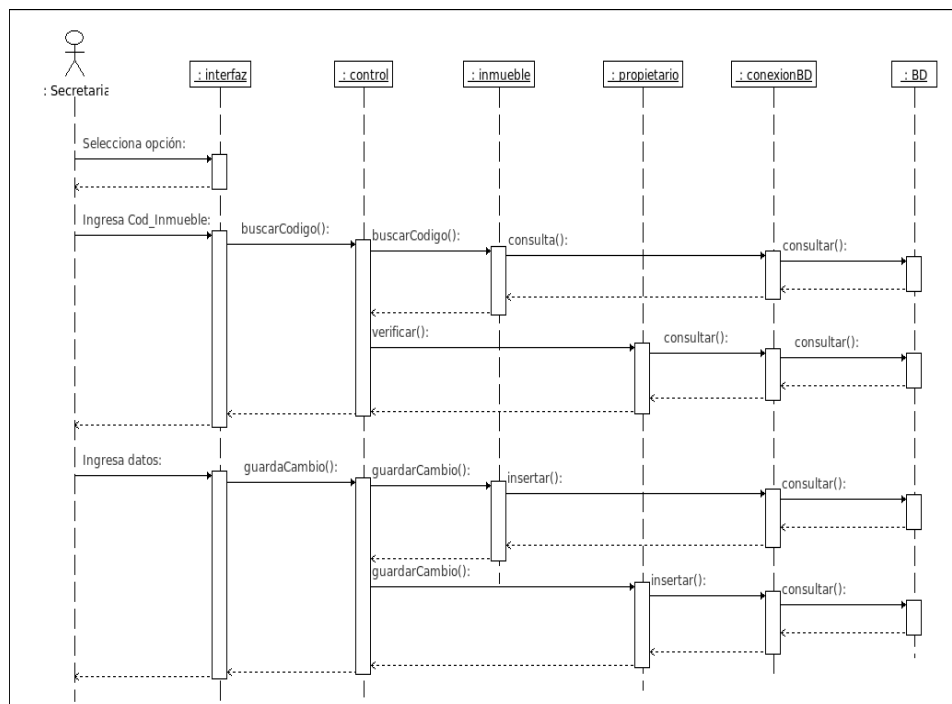 : interfaz
: control
: inmueble
: propietario
: conexionBD
: BD
: Secretaria
Selecciona opción:
Ingresa Cod_Inmueble:
buscarCodigo():
buscarCodigo():
consulta():
consultar():
verificar():
consultar():
consultar():
Ingresa datos:
guardaCambio():
guardarCambio():
insertar():
consultar():
guardarCambio():
insertar():
consultar():